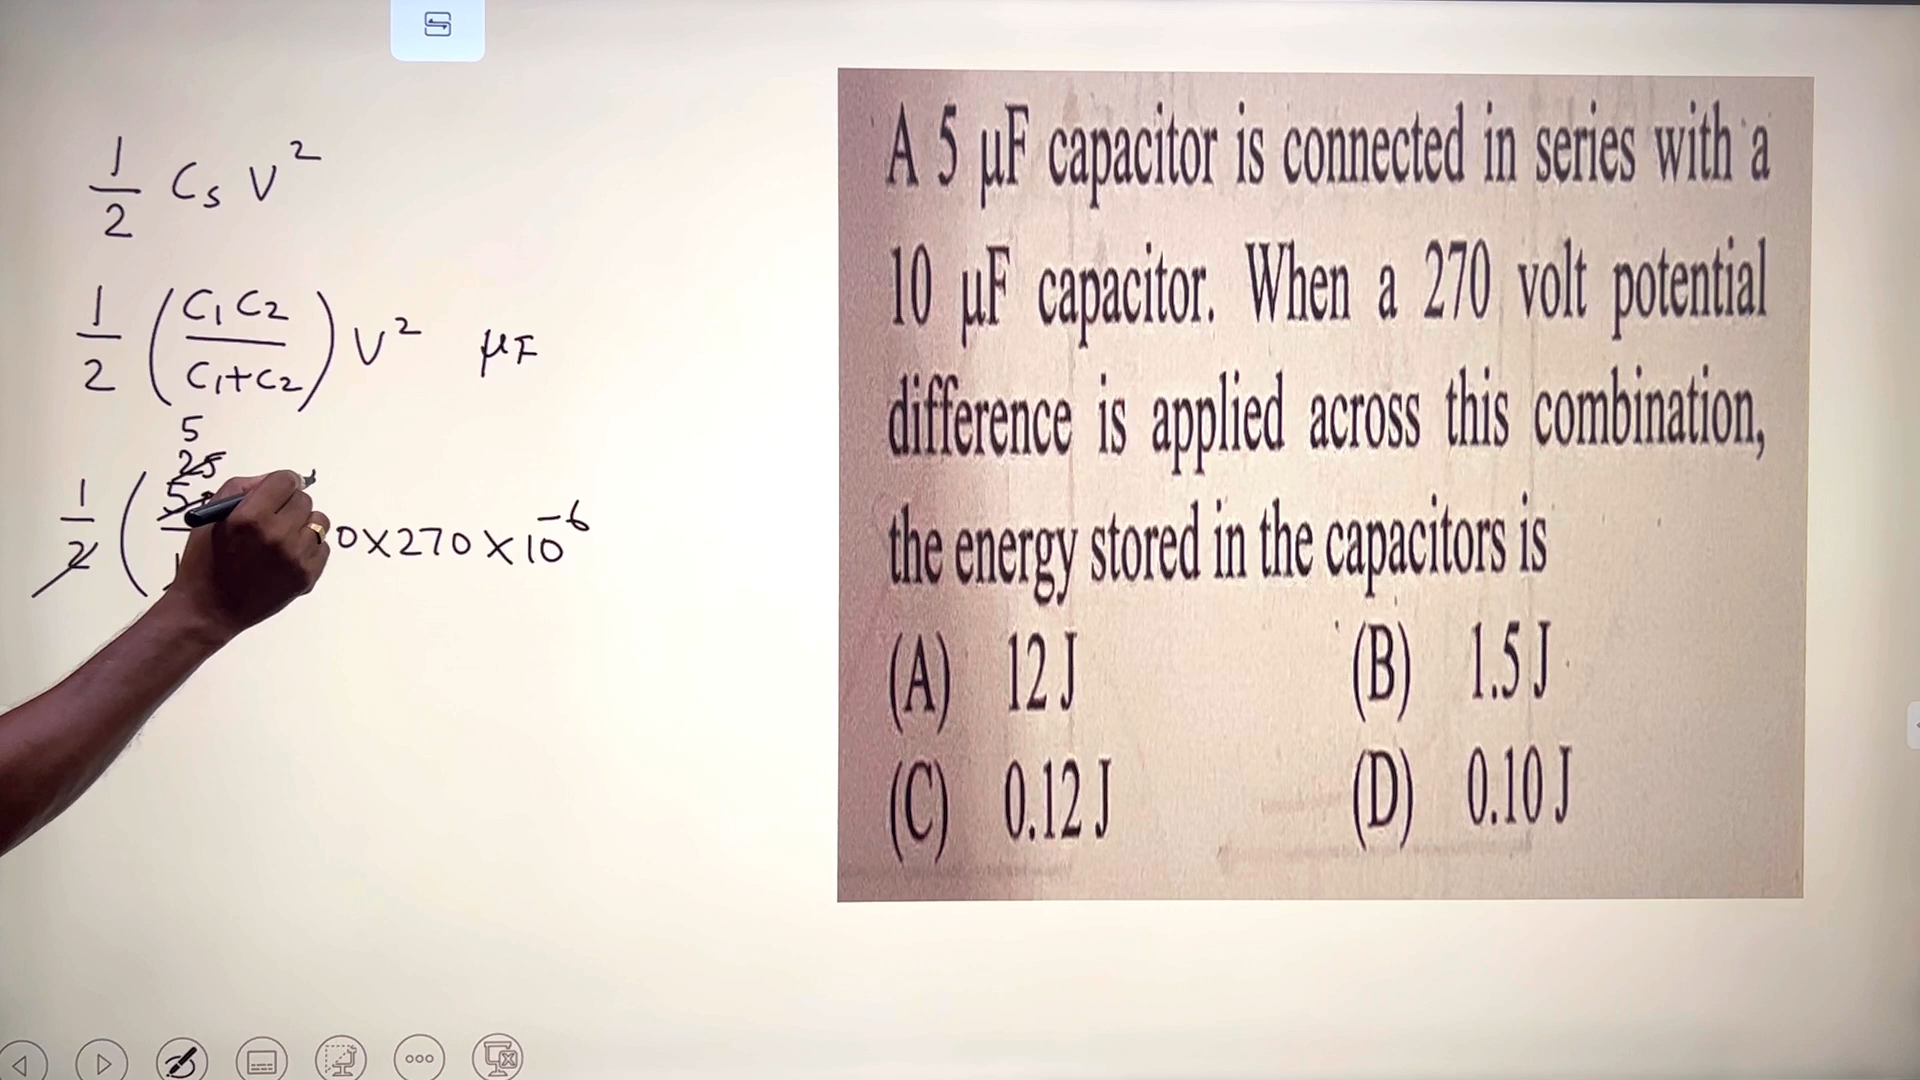 1/2 Cs V²
1/2 (C₁C₂/C₁+C₂) V² μF
5
25
1/2 ( 0×270×10⁻⁶
A 5 μF capacitor is connected in series with a
10 μF capacitor. When a 270 volt potential
difference is applied across this combination,
the energy stored in the capacitors is
(A) 12 J (B) 1.5 J
(C) 0.12 J (D) 0.10 J